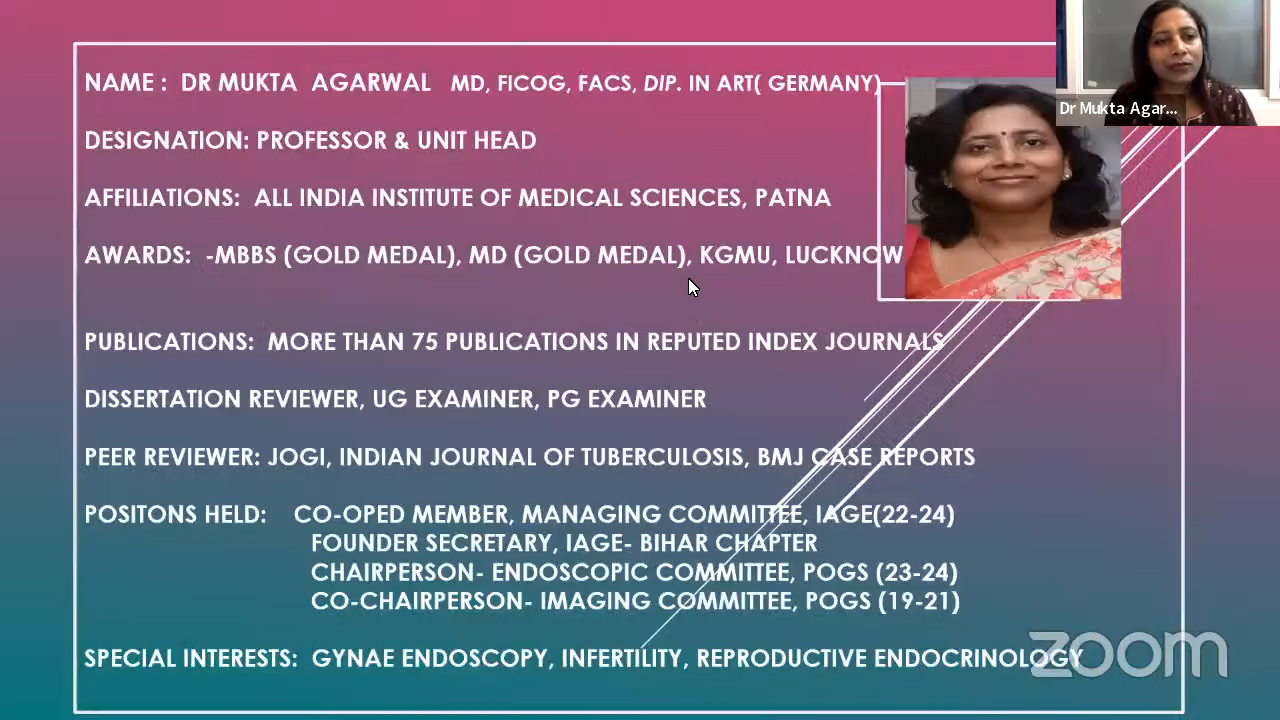 NAME : DR MUKTA AGARWAL MD, FICOG, FACS, DIP. IN ART( GERMANY)
Dr Mukta Agar...
DESIGNATION: PROFESSOR & UNIT HEAD
AFFILIATIONS: ALL INDIA INSTITUTE OF MEDICAL SCIENCES, PATNA
AWARDS: -MBBS (GOLD MEDAL), MD (GOLD MEDAL), KGMU, LUCKNOW
PUBLICATIONS: MORE THAN 75 PUBLICATIONS IN REPUTED INDEX JOURNALS
DISSERTATION REVIEWER, UG EXAMINER, PG EXAMINER
PEER REVIEWER: JOGI, INDIAN JOURNAL OF TUBERCULOSIS, BMJ CASE REPORTS
POSITONS HELD: CO-OPED MEMBER, MANAGING COMMITTEE, IAGE(22-24)
FOUNDER SECRETARY, IAGE- BIHAR CHAPTER
CHAIRPERSON- ENDOSCOPIC COMMITTEE, POGS (23-24)
CO-CHAIRPERSON- IMAGING COMMITTEE, POGS (19-21)
SPECIAL INTERESTS: GYNAE ENDOSCOPY, INFERTILITY, REPRODUCTIVE ENDOCRINOLOGY
zoom